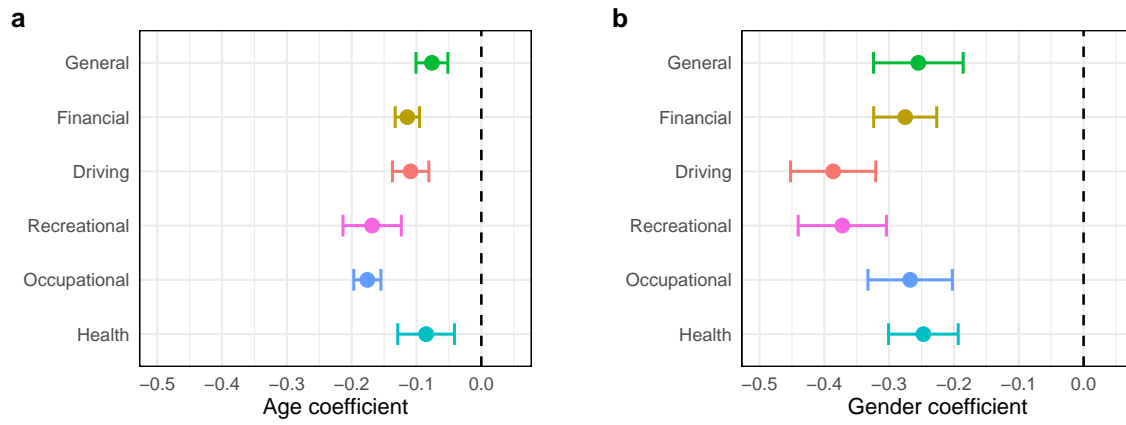 a
General
Financial
Driving
Recreational
Occupational
Health
−0.5 −0.4 −0.3 −0.2 −0.1 0.0
Age coefficient
b
General
Financial
Driving
Recreational
Occupational
Health
−0.5 −0.4 −0.3 −0.2 −0.1 0.0
Gender coefficient